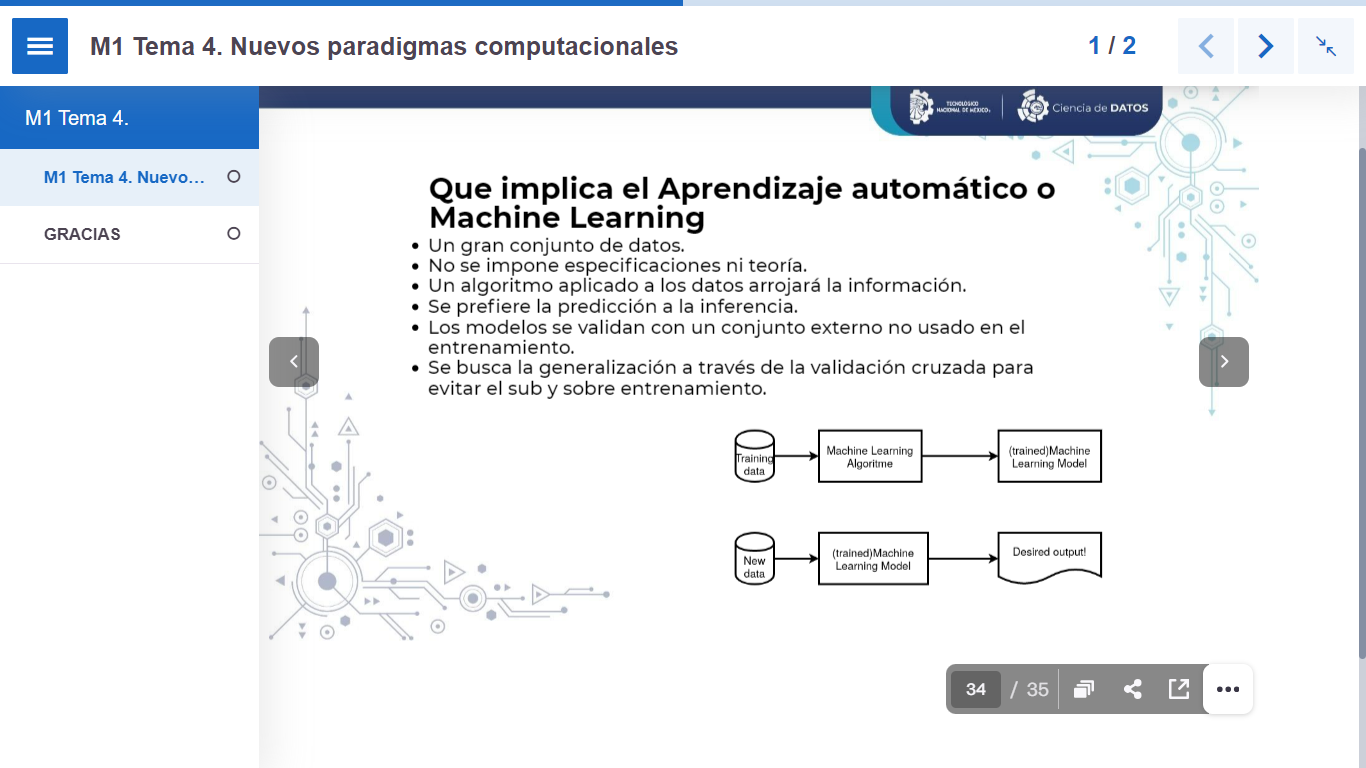 M1 Tema 4. Nuevos paradigmas computacionales
1 / 2
M1 Tema 4.
M1 Tema 4. Nuevo...
GRACIAS
TECNOLÓGICO
NACIONAL DE MÉXICO
Ciencia de DATOS
Que implica el Aprendizaje automático o
Machine Learning
• Un gran conjunto de datos.
• No se impone especificaciones ni teoría.
• Un algoritmo aplicado a los datos arrojará la información.
• Se prefiere la predicción a la inferencia.
• Los modelos se validan con un conjunto externo no usado en el
entrenamiento.
• Se busca la generalización a través de la validación cruzada para
evitar el sub y sobre entrenamiento.
Training
data
Machine Learning
Algoritme
(trained)Machine
Learning Model
New
data
(trained)Machine
Learning Model
Desired output!
34 / 35